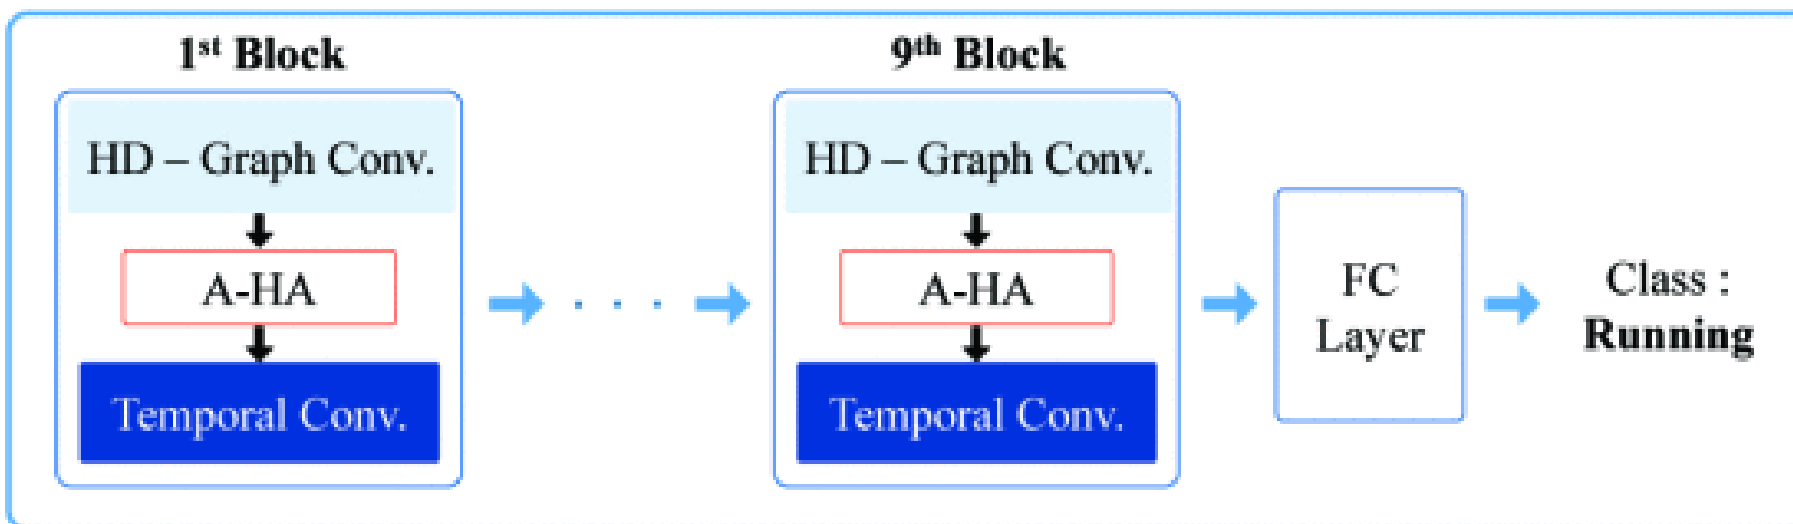 1st Block
HD – Graph Conv.
A-HA
Temporal Conv.
. . .
9th Block
HD – Graph Conv.
A-HA
Temporal Conv.
FC
Layer
Class :
Running